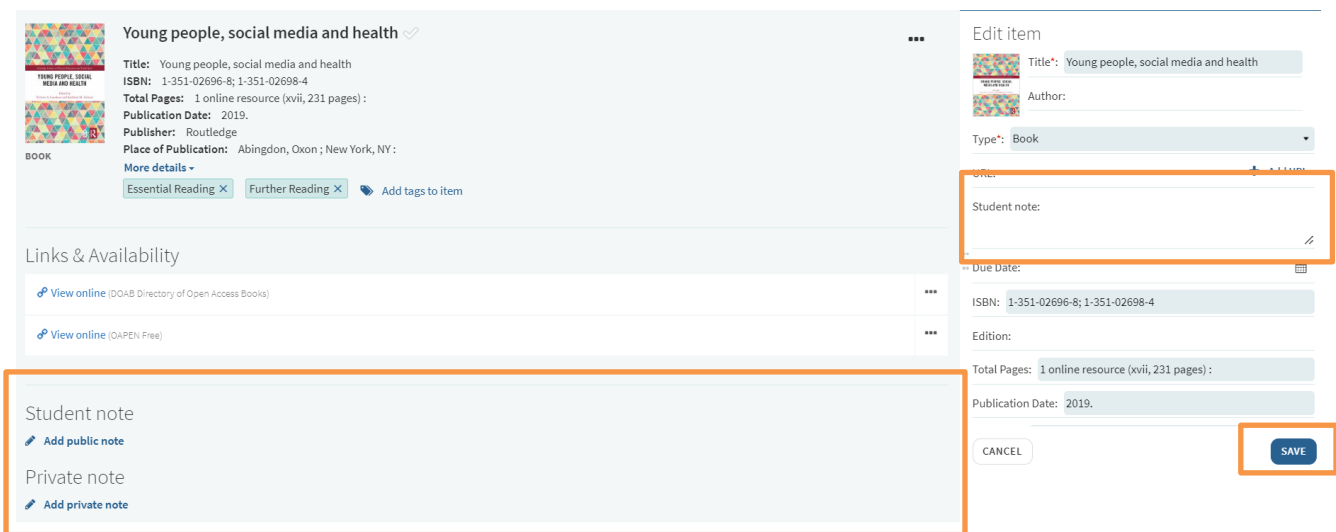 Young people, social media and health
Title: Young people, social media and health
ISBN: 1-351-02696-8; 1-351-02698-4
Total Pages: 1 online resource (xvii, 231 pages) :
Publication Date: 2019.
Publisher: Routledge
Place of Publication: Abingdon, Oxon ; New York, NY :
More details
YOUNG PEOPLE, SOCIAL
MEDIA AND HEALTH
R
BOOK
Essential Reading ✕ Further Reading ✕ Add tags to item
Links & Availability
View online (DOAB Directory of Open Access Books)
View online (OAPEN Free)
Student note
Add public note
Private note
Add private note
Edit item
Title*: Young people, social media and health
Author:
Type*: Book
Student note:
Due Date:
ISBN: 1-351-02696-8; 1-351-02698-4
Edition:
Total Pages: 1 online resource (xvii, 231 pages) :
Publication Date: 2019.
CANCEL SAVE